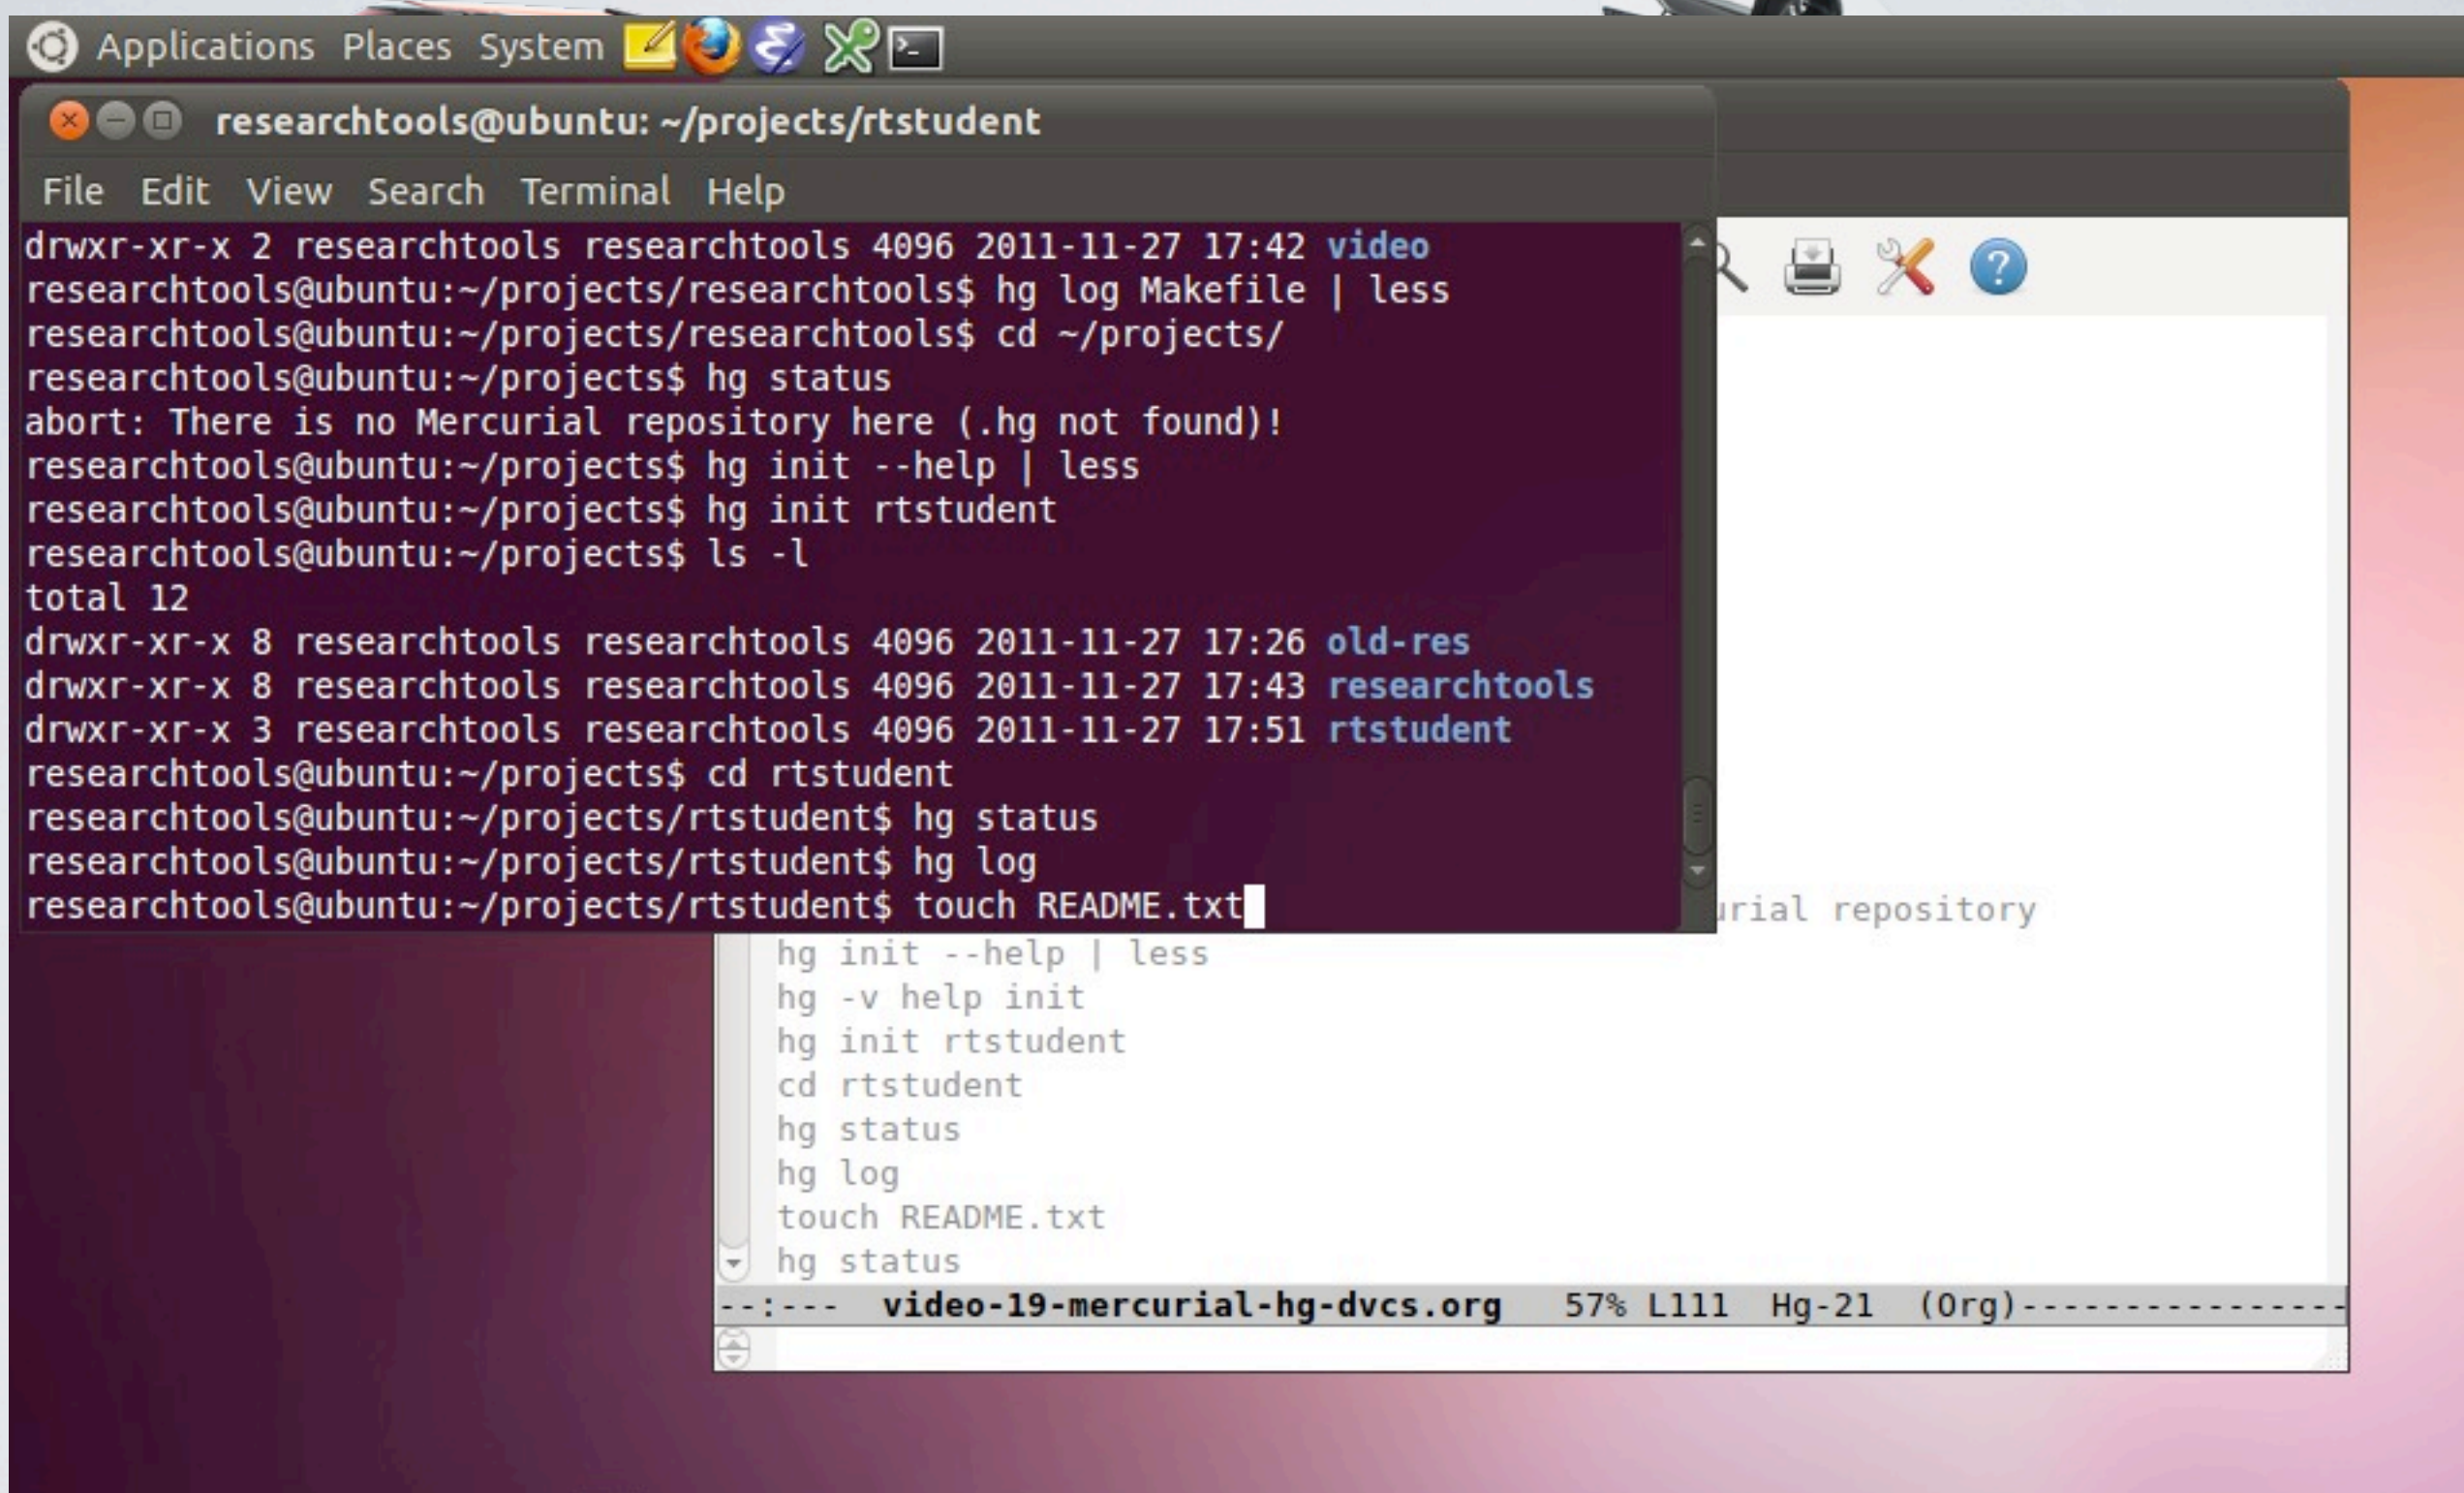 Applications Places System
researchtools@ubuntu: ~/projects/rtstudent
File Edit View Search Terminal Help
drwxr-xr-x 2 researchtools researchtools 4096 2011-11-27 17:42 video
researchtools@ubuntu:~/projects/researchtools$ hg log Makefile | less
researchtools@ubuntu:~/projects/researchtools$ cd ~/projects/
researchtools@ubuntu:~/projects$ hg status
abort: There is no Mercurial repository here (.hg not found)!
researchtools@ubuntu:~/projects$ hg init --help | less
researchtools@ubuntu:~/projects$ hg init rtstudent
researchtools@ubuntu:~/projects$ ls -l
total 12
drwxr-xr-x 8 researchtools researchtools 4096 2011-11-27 17:26 old-res
drwxr-xr-x 8 researchtools researchtools 4096 2011-11-27 17:43 researchtools
drwxr-xr-x 3 researchtools researchtools 4096 2011-11-27 17:51 rtstudent
researchtools@ubuntu:~/projects$ cd rtstudent
researchtools@ubuntu:~/projects/rtstudent$ hg status
researchtools@ubuntu:~/projects/rtstudent$ hg log
researchtools@ubuntu:~/projects/rtstudent$ touch README.txt
urial repository
hg init --help | less
hg -v help init
hg init rtstudent
cd rtstudent
hg status
hg log
touch README.txt
hg status
--:--- video-19-mercurial-hg-dvcs.org 57% L111 Hg-21 (Org)----------------